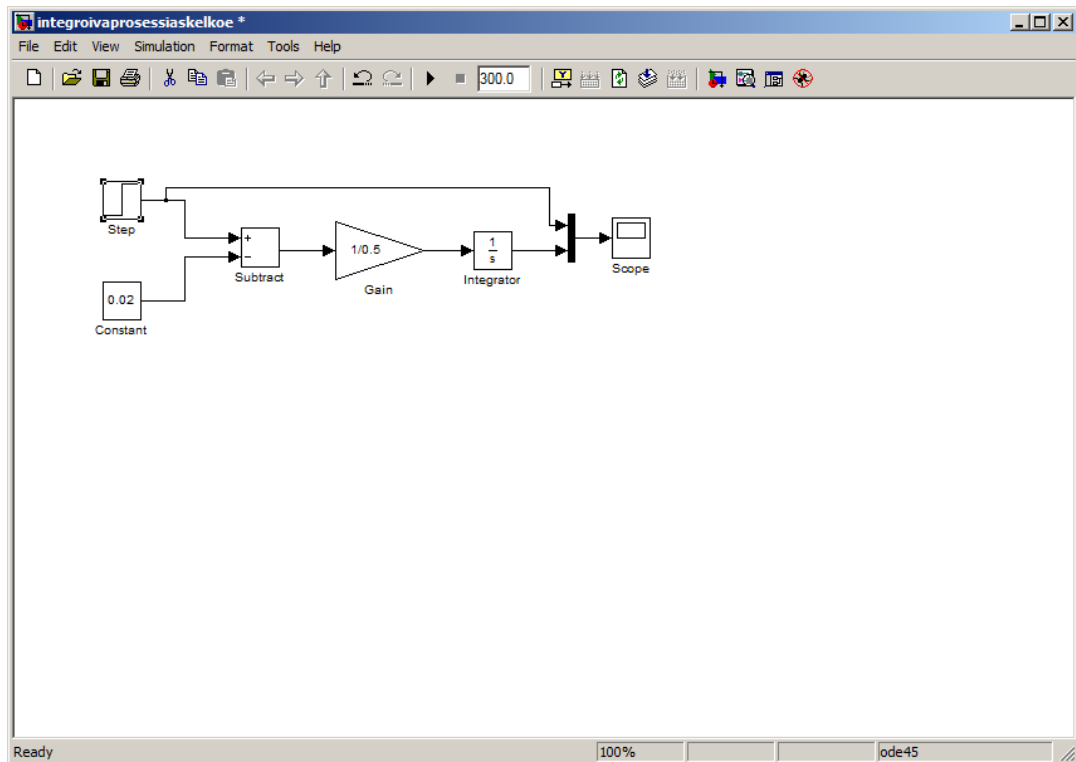 integroivaprosessiaskelkoe *
File Edit View Simulation Format Tools Help
300.0
Step
+
−
Subtract
1/0.5
Gain
1
s
Integrator
Scope
0.02
Constant
Ready 100% ode45